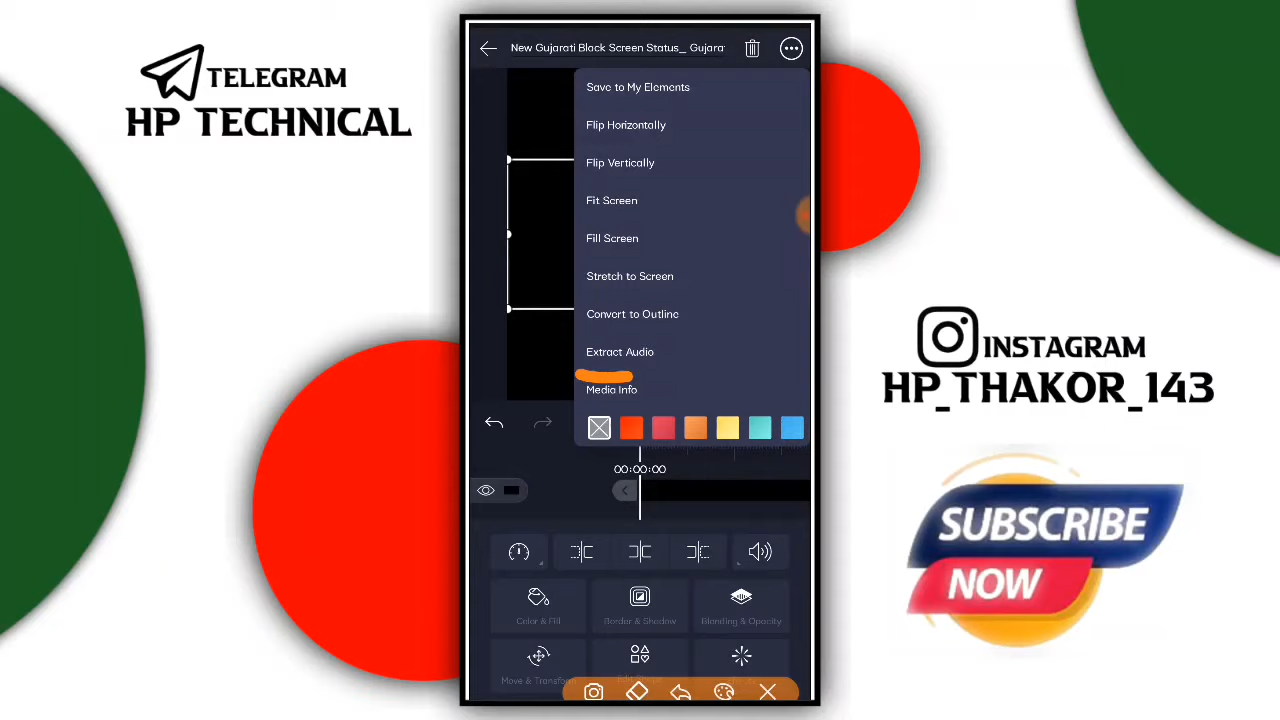 TELEGRAM
HP TECHNICAL
New Gujarati Block Screen Status_ Gujara
Save to My Elements
Flip Horizontally
Flip Vertically
Fit Screen
Fill Screen
Stretch to Screen
Convert to Outline
Extract Audio
Media Info
00:00:00
Color & Fill
Border & Shadow
Blending & Opacity
Move & Transform
INSTAGRAM
HP_THAKOR_143
SUBSCRIBE
NOW